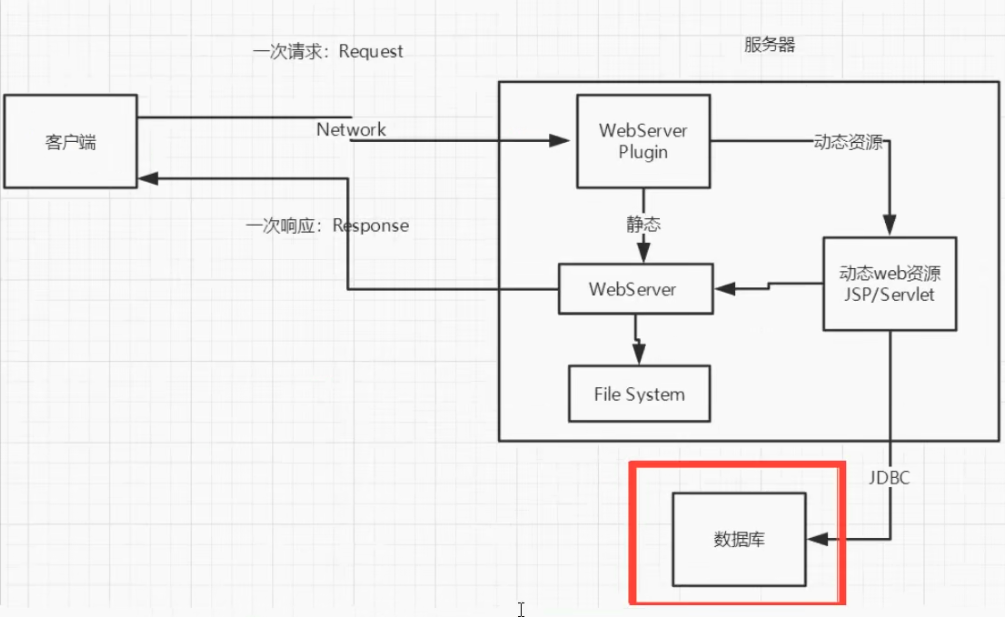 一次请求：Request
服务器
客户端
Network
WebServer
Plugin
动态资源
一次响应：Response
静态
动态web资源
JSP/Servlet
WebServer
File System
JDBC
数据库